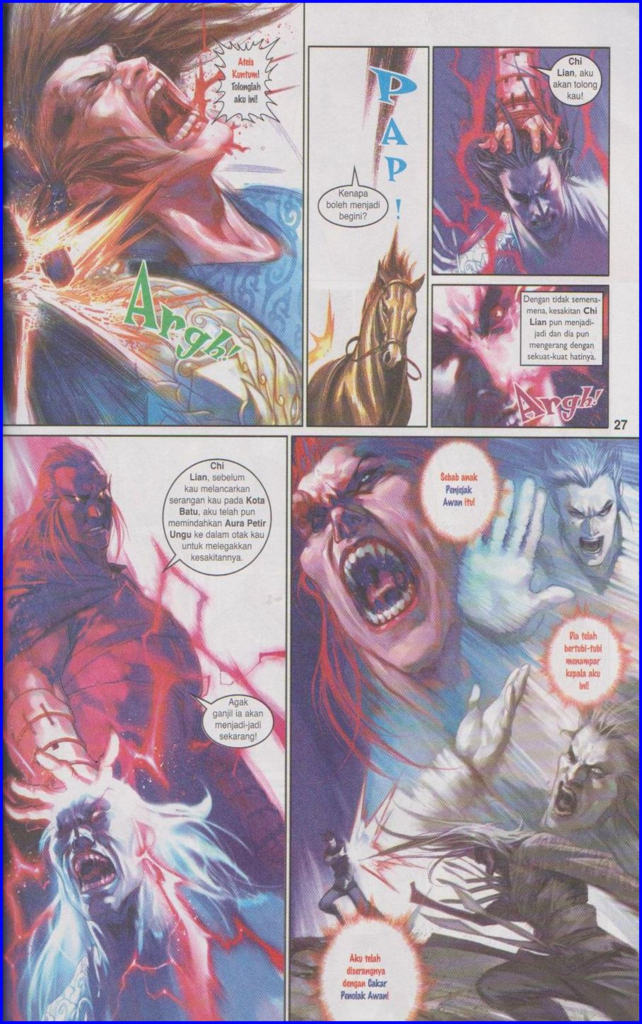 Ateis
Kuntum!
Tolonglah
aku ini!
Argh!
PAP!
Kenapa
boleh menjadi
begini?
Chi
Lian, aku
akan tolong
kau!
Dengan tidak semena-
mena, kesakitan Chi
Lian pun menjadi-
jadi dan dia pun
mengerang dengan
sekuat-kuat hatinya.
Argh!
27
Chi
Lian, sebelum
kau melancarkan
serangan kau pada Kota
Batu, aku telah pun
memindahkan Aura Petir
Ungu ke dalam otak kau
untuk melegakkan
kesakitannya.
Agak
ganjil ia akan
menjadi-jadi
sekarang!
Sebab anak
Penjejak
Awan itu!
Dia telah
bertubi-tubi
menampar
kepala aku
ini!
Aku telah
diserangnya
dengan Cakar
Penolak Awan!